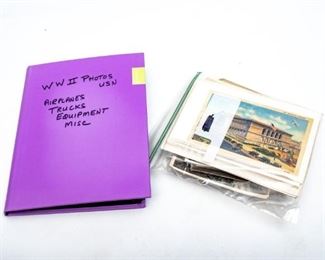 WW II PHOTOS
USN
AIRPLANES
TRUCKS
EQUIPMENT
MISC